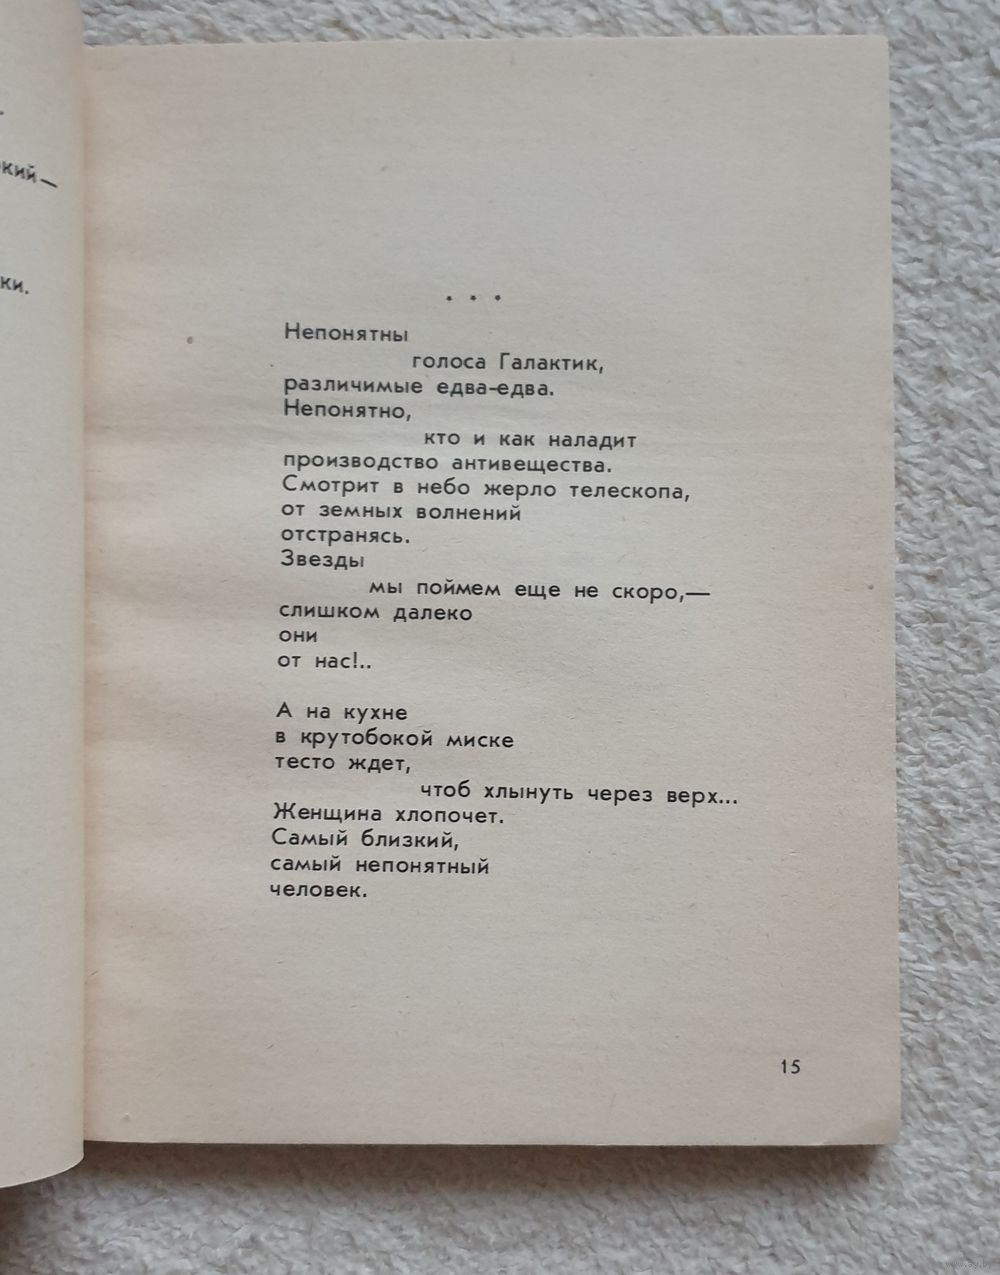 ки.
* * *
Непонятны
голоса Галактик,
различимые едва-едва.
Непонятно,
кто и как наладит
производство антивещества.
Смотрит в небо жерло телескопа,
от земных волнений
отстранясь.
Звезды
мы поймем еще не скоро,—
слишком далеко
они
от нас!..
А на кухне
в крутобокой миске
тесто ждет,
чтоб хлынуть через верх...
Женщина хлопочет.
Самый близкий,
самый непонятный
человек.
15